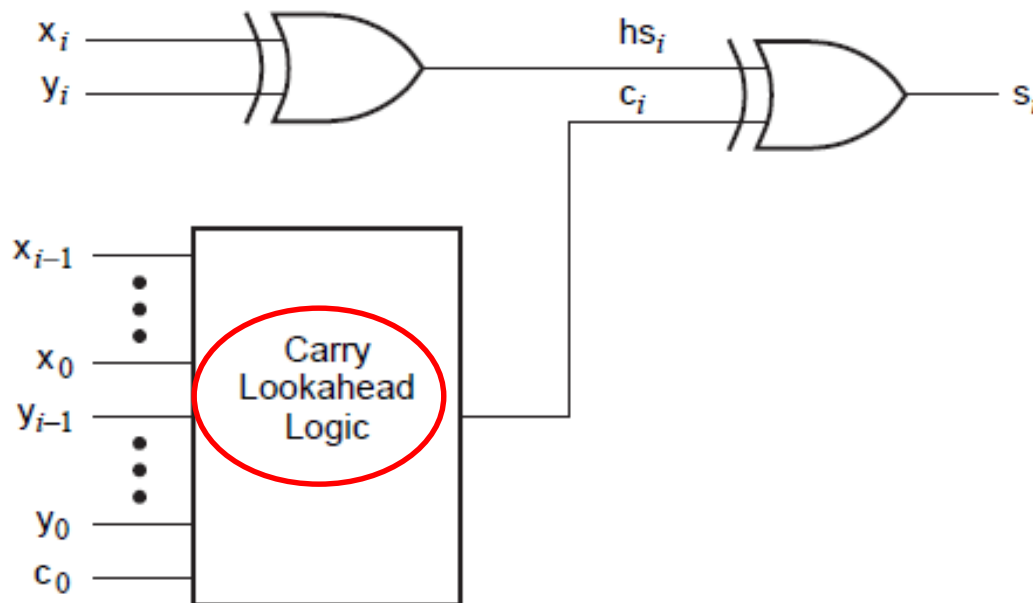 xᵢ
hsᵢ
yᵢ
cᵢ
sᵢ
xᵢ₋₁
x₀
Carry
Lookahead
yᵢ₋₁
Logic
y₀
c₀